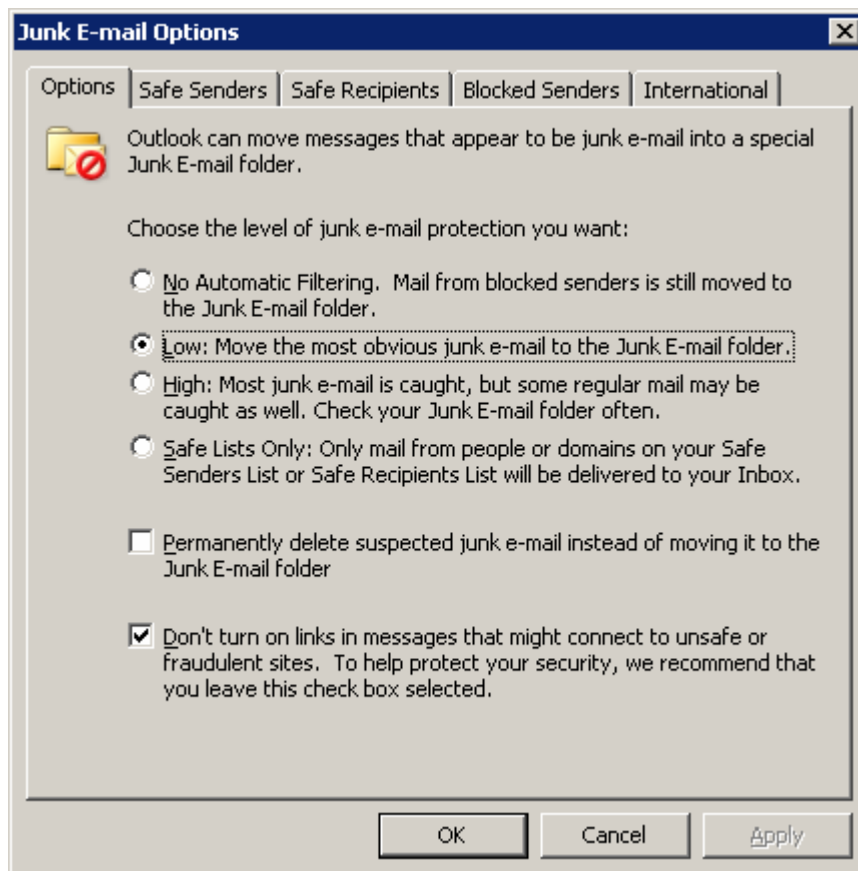 Junk E-mail Options
Options
Safe Senders
Safe Recipients
Blocked Senders
International
Outlook can move messages that appear to be junk e-mail into a special
Junk E-mail folder.
Choose the level of junk e-mail protection you want:
No Automatic Filtering.  Mail from blocked senders is still moved to
the Junk E-mail folder.
Low: Move the most obvious junk e-mail to the Junk E-mail folder.
High: Most junk e-mail is caught, but some regular mail may be
caught as well. Check your Junk E-mail folder often.
Safe Lists Only: Only mail from people or domains on your Safe
Senders List or Safe Recipients List will be delivered to your Inbox.
Permanently delete suspected junk e-mail instead of moving it to the
Junk E-mail folder
Don't turn on links in messages that might connect to unsafe or
fraudulent sites.  To help protect your security, we recommend that
you leave this check box selected.
OK
Cancel
Apply